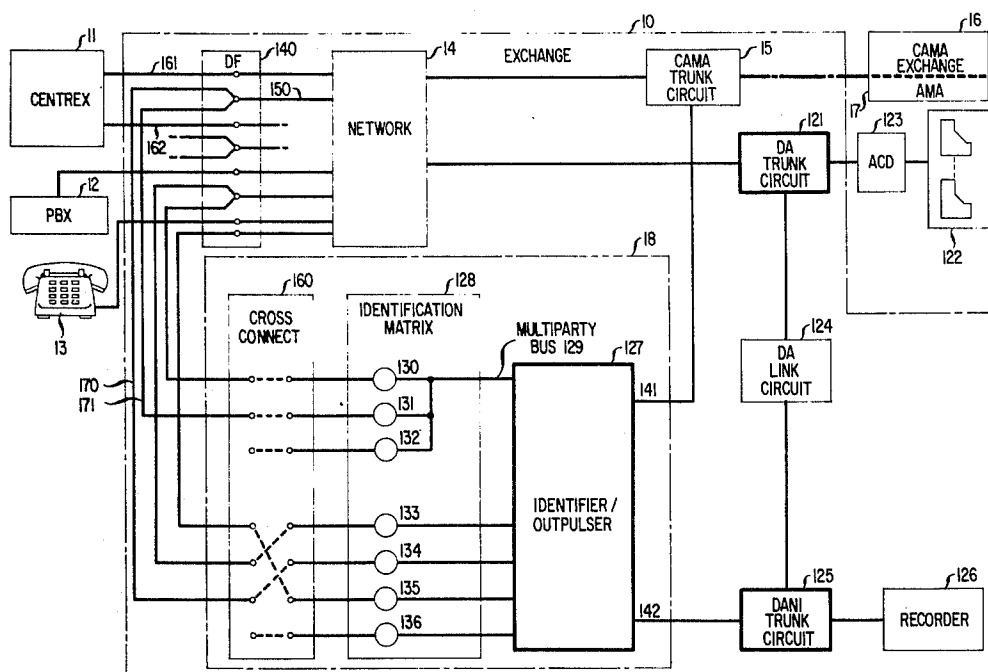 10
11
CENTREX
161
140
DF
14
EXCHANGE
15
CAMA
TRUNK
CIRCUIT
16
CAMA
EXCHANGE
AMA
17
150
NETWORK
162
121
DA
TRUNK
CIRCUIT
123
ACD
122
12
PBX
13
18
160
CROSS
CONNECT
128
IDENTIFICATION
MATRIX
MULTIPARTY
BUS 129
127
124
DA
LINK
CIRCUIT
170
171
130
131
132
141
IDENTIFIER/
OUTPULSER
133
134
135
136
142
125
DANI
TRUNK
CIRCUIT
126
RECORDER